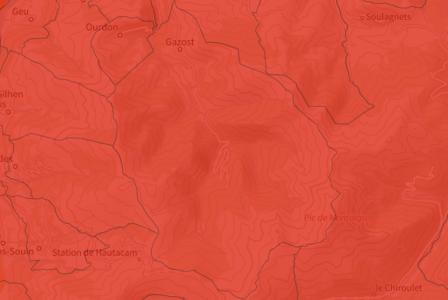 Geu
Ourdon
Soulagnets
Gazost
Pic de Montaigu
Station de Hautacam
le Chiroulet